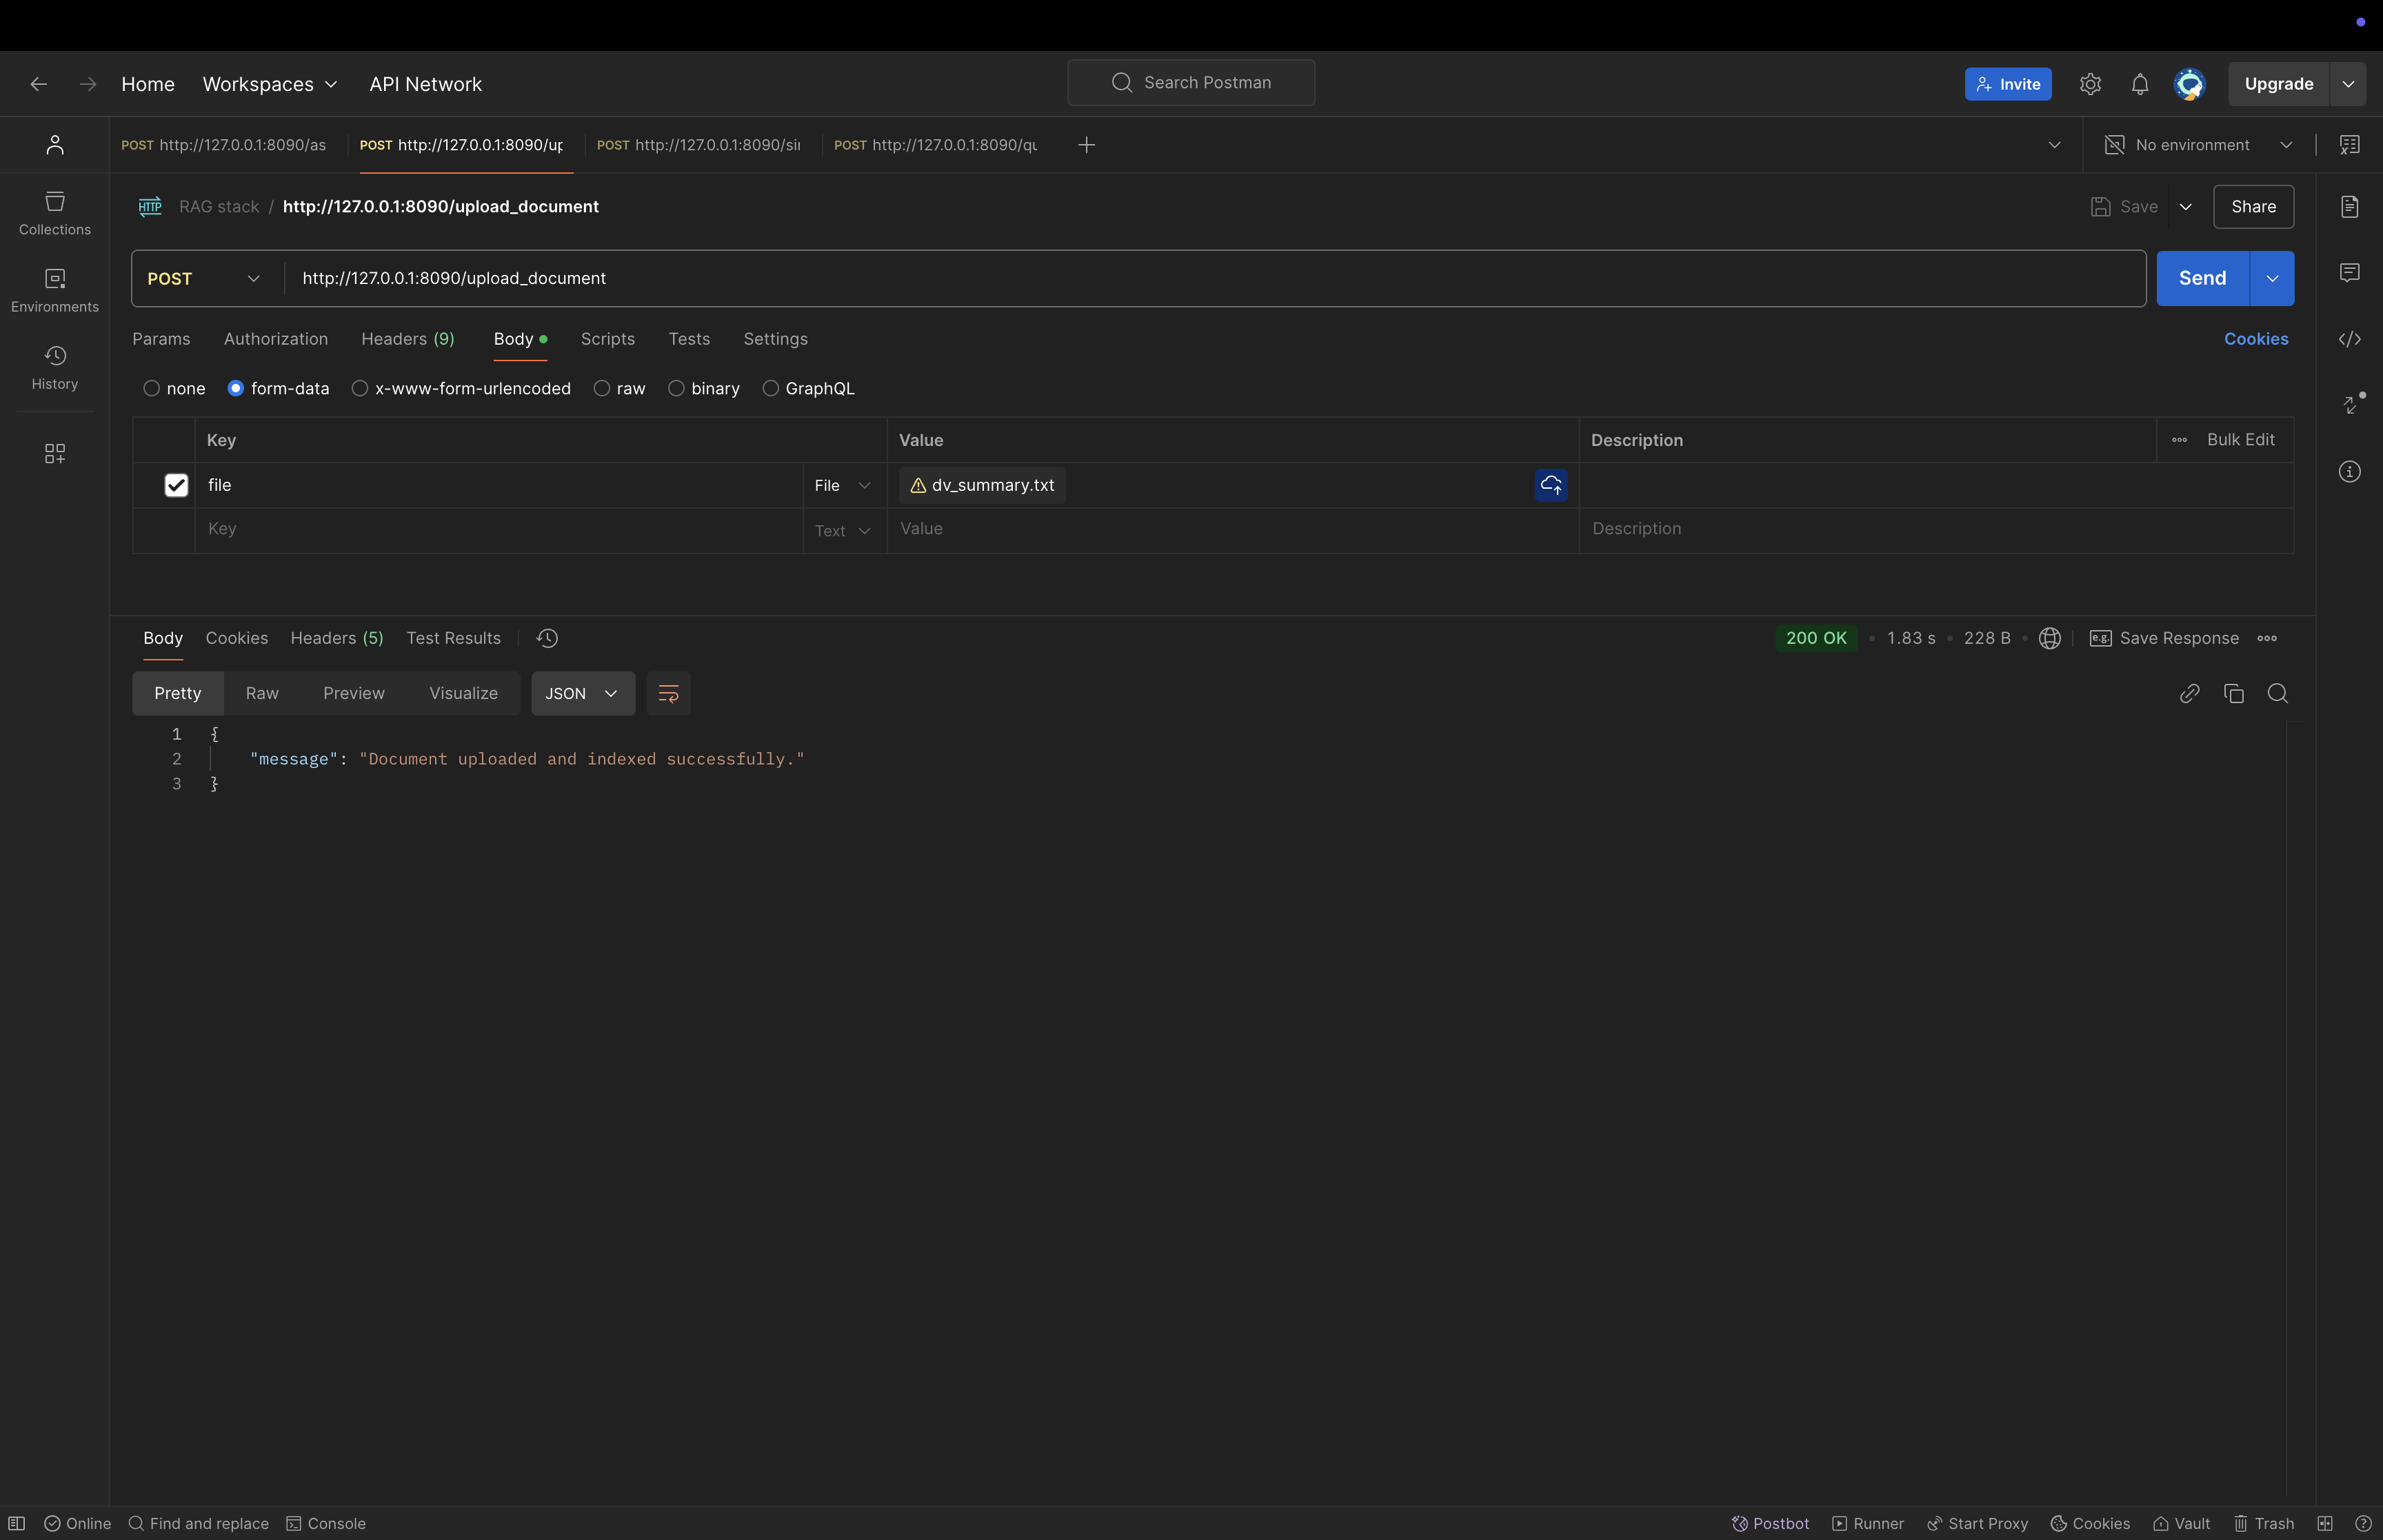 Home Workspaces API Network Search Postman Invite Upgrade
POST http://127.0.0.1:8090/as POST http://127.0.0.1:8090/up POST http://127.0.0.1:8090/sii POST http://127.0.0.1:8090/qu No environment
Collections
Environments
History
HTTP RAG stack / http://127.0.0.1:8090/upload_document Save Share
POST http://127.0.0.1:8090/upload_document Send
Params Authorization Headers (9) Body Scripts Tests Settings Cookies
none form-data x-www-form-urlencoded raw binary GraphQL
Key Value Description Bulk Edit
file File dv_summary.txt
Key Text Value Description
Body Cookies Headers (5) Test Results 200 OK • 1.83 s • 228 B • e.g. Save Response
Pretty Raw Preview Visualize JSON
1 {
2 "message": "Document uploaded and indexed successfully."
3 }
Online Find and replace Console Postbot Runner Start Proxy Cookies Vault Trash